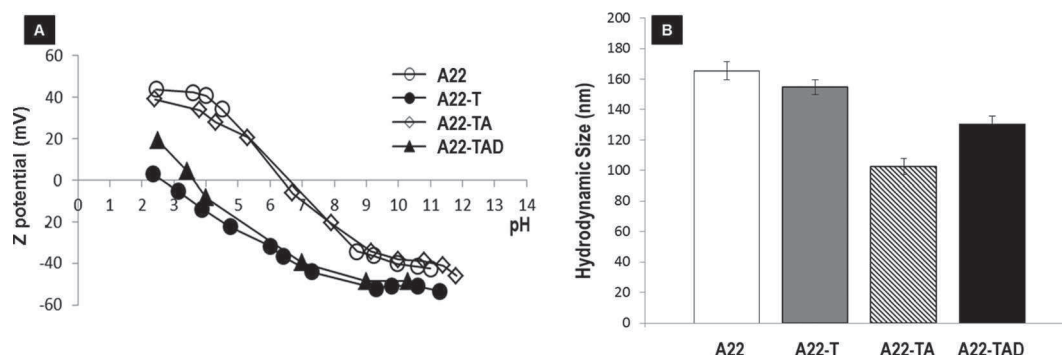 A
Z potential (mV)
60
40
20
0
-20
-40
-60
0 1 2 3 4 5 6 7 8 9 10 11 12 13 14
pH
A22
A22-T
A22-TA
A22-TAD
B
Hydrodynamic Size (nm)
200
180
160
140
120
100
80
60
40
20
0
A22 A22-T A22-TA A22-TAD